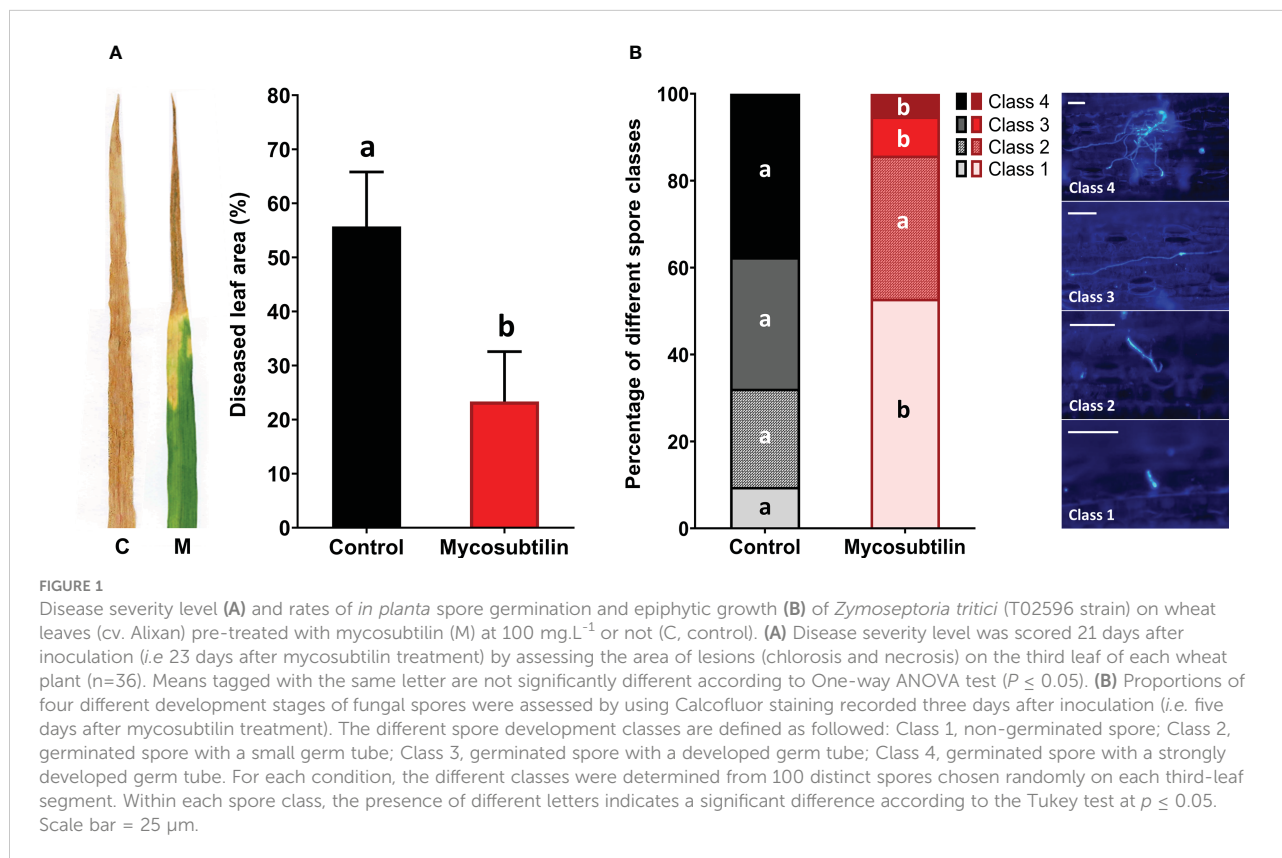 A
80
70
60
50
40
30
20
10
0
Diseased leaf area (%)
a
b
C M
Control Mycosubtilin
B
100
80
60
40
20
0
Percentage of different spore classes
a
a
a
a
b
b
a
b
Control Mycosubtilin
Class 4
Class 3
Class 2
Class 1
Class 4
Class 3
Class 2
Class 1
FIGURE 1
Disease severity level (A) and rates of in planta spore germination and epiphytic growth (B) of Zymoseptoria tritici (T02596 strain) on wheat
leaves (cv. Alixan) pre-treated with mycosubtilin (M) at 100 mg.L-1 or not (C, control). (A) Disease severity level was scored 21 days after
inoculation (i.e 23 days after mycosubtilin treatment) by assessing the area of lesions (chlorosis and necrosis) on the third leaf of each wheat
plant (n=36). Means tagged with the same letter are not significantly different according to One-way ANOVA test (P ≤ 0.05). (B) Proportions of
four different development stages of fungal spores were assessed by using Calcofluor staining recorded three days after inoculation (i.e. five
days after mycosubtilin treatment). The different spore development classes are defined as followed: Class 1, non-germinated spore; Class 2,
germinated spore with a small germ tube; Class 3, germinated spore with a developed germ tube; Class 4, germinated spore with a strongly
developed germ tube. For each condition, the different classes were determined from 100 distinct spores chosen randomly on each third-leaf
segment. Within each spore class, the presence of different letters indicates a significant difference according to the Tukey test at p ≤ 0.05.
Scale bar = 25 µm.